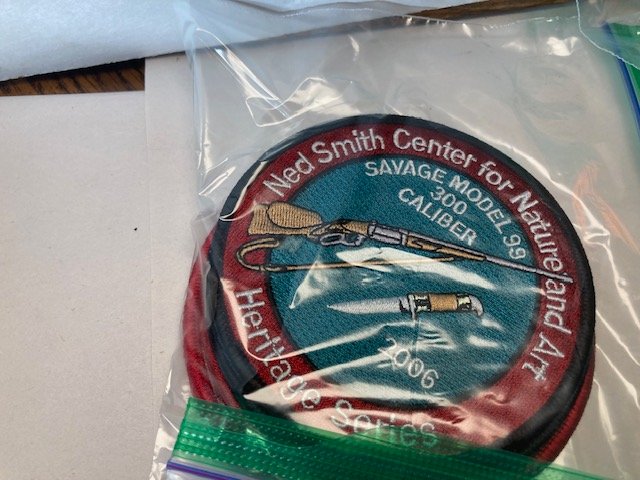 Ned Smith Center for Nature and Art
SAVAGE MODEL 99
300
CALIBER
2006
Heritage Series